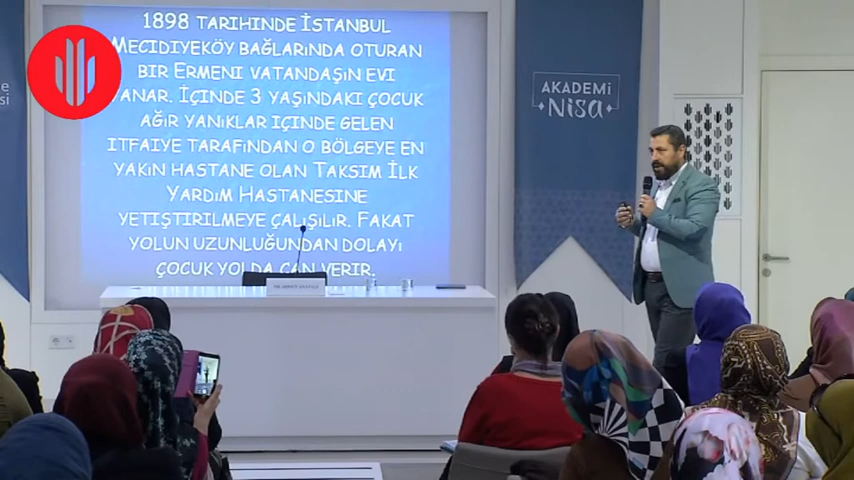 1898 TARIHINDE İSTANBUL
MECIDIYEKÖY BAĞLARINDA OTURAN
BIR ERMENI VATANDAŞIN EVI
YANAR. İÇINDE 3 YAŞINDAKI ÇOCUK
AĞIR YANIKLAR IÇINDE GELEN
ITFAIYE TARAFINDAN O BÖLGEYE EN
YAKIN HASTANE OLAN TAKSIM İLK
YARDIM HASTANESINE
YETIŞTIRILMEYE ÇALIŞILIR. FAKAT
YOLUN UZUNLUĞUNDAN DOLAYI
ÇOCUK YOLDA CAN VERIR.
AKADEMİ
Nisa